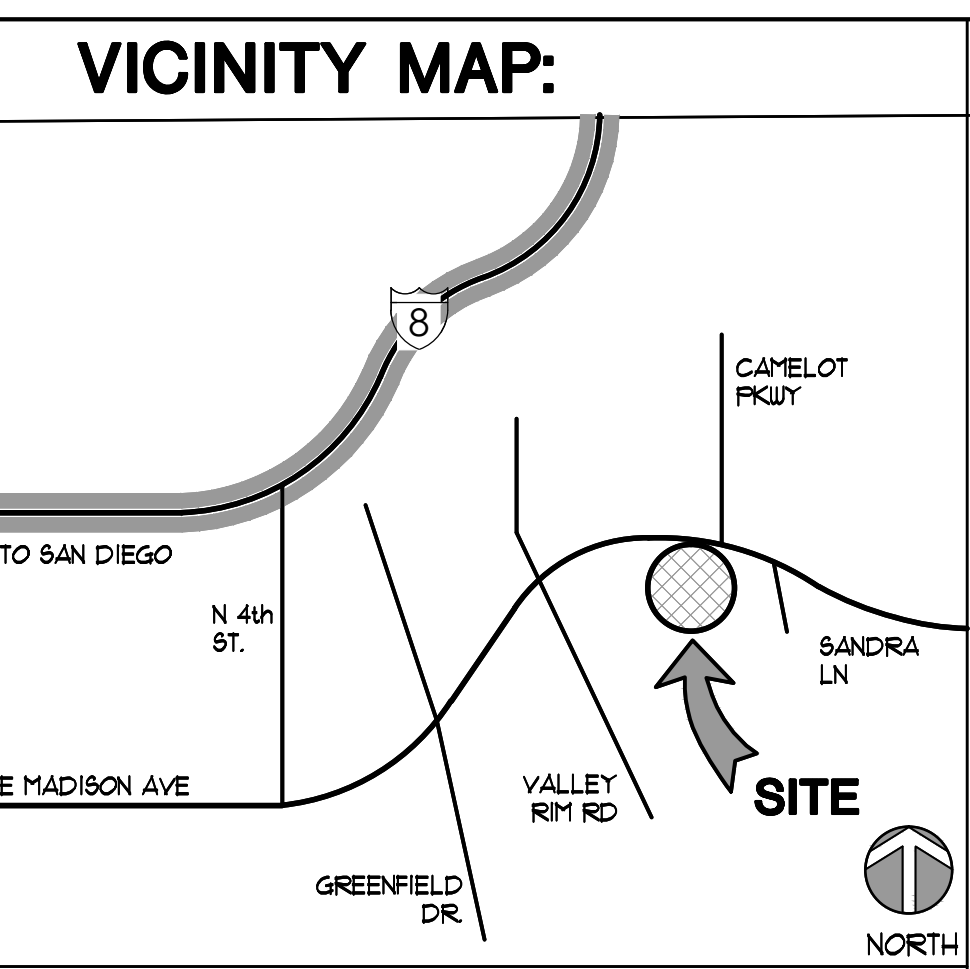 VICINITY MAP:
8
CAMELOT
PKWY
TO SAN DIEGO
N 4th
ST.
SANDRA
LN
E MADISON AVE
VALLEY
RIM RD
SITE
GREENFIELD
DR
NORTH